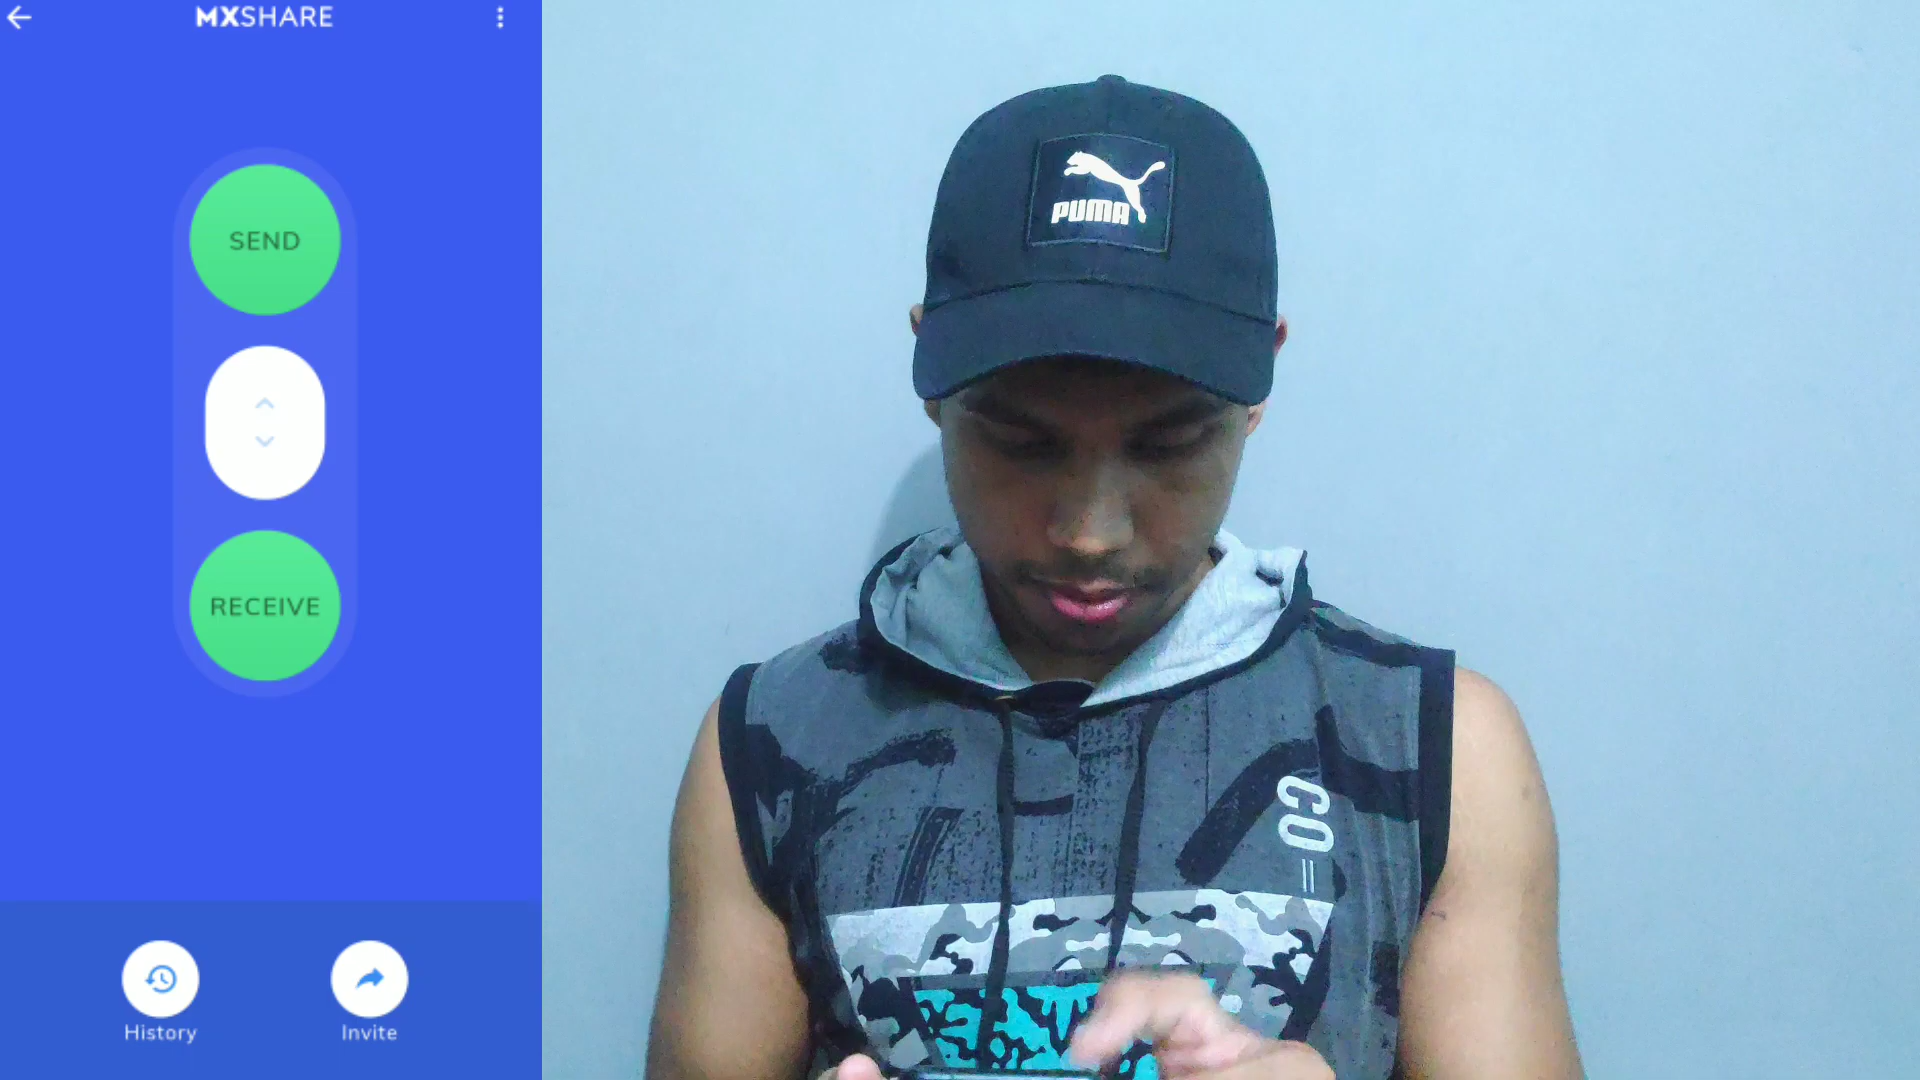 MXSHARE
SEND
RECEIVE
History
Invite
PUMA
CO=